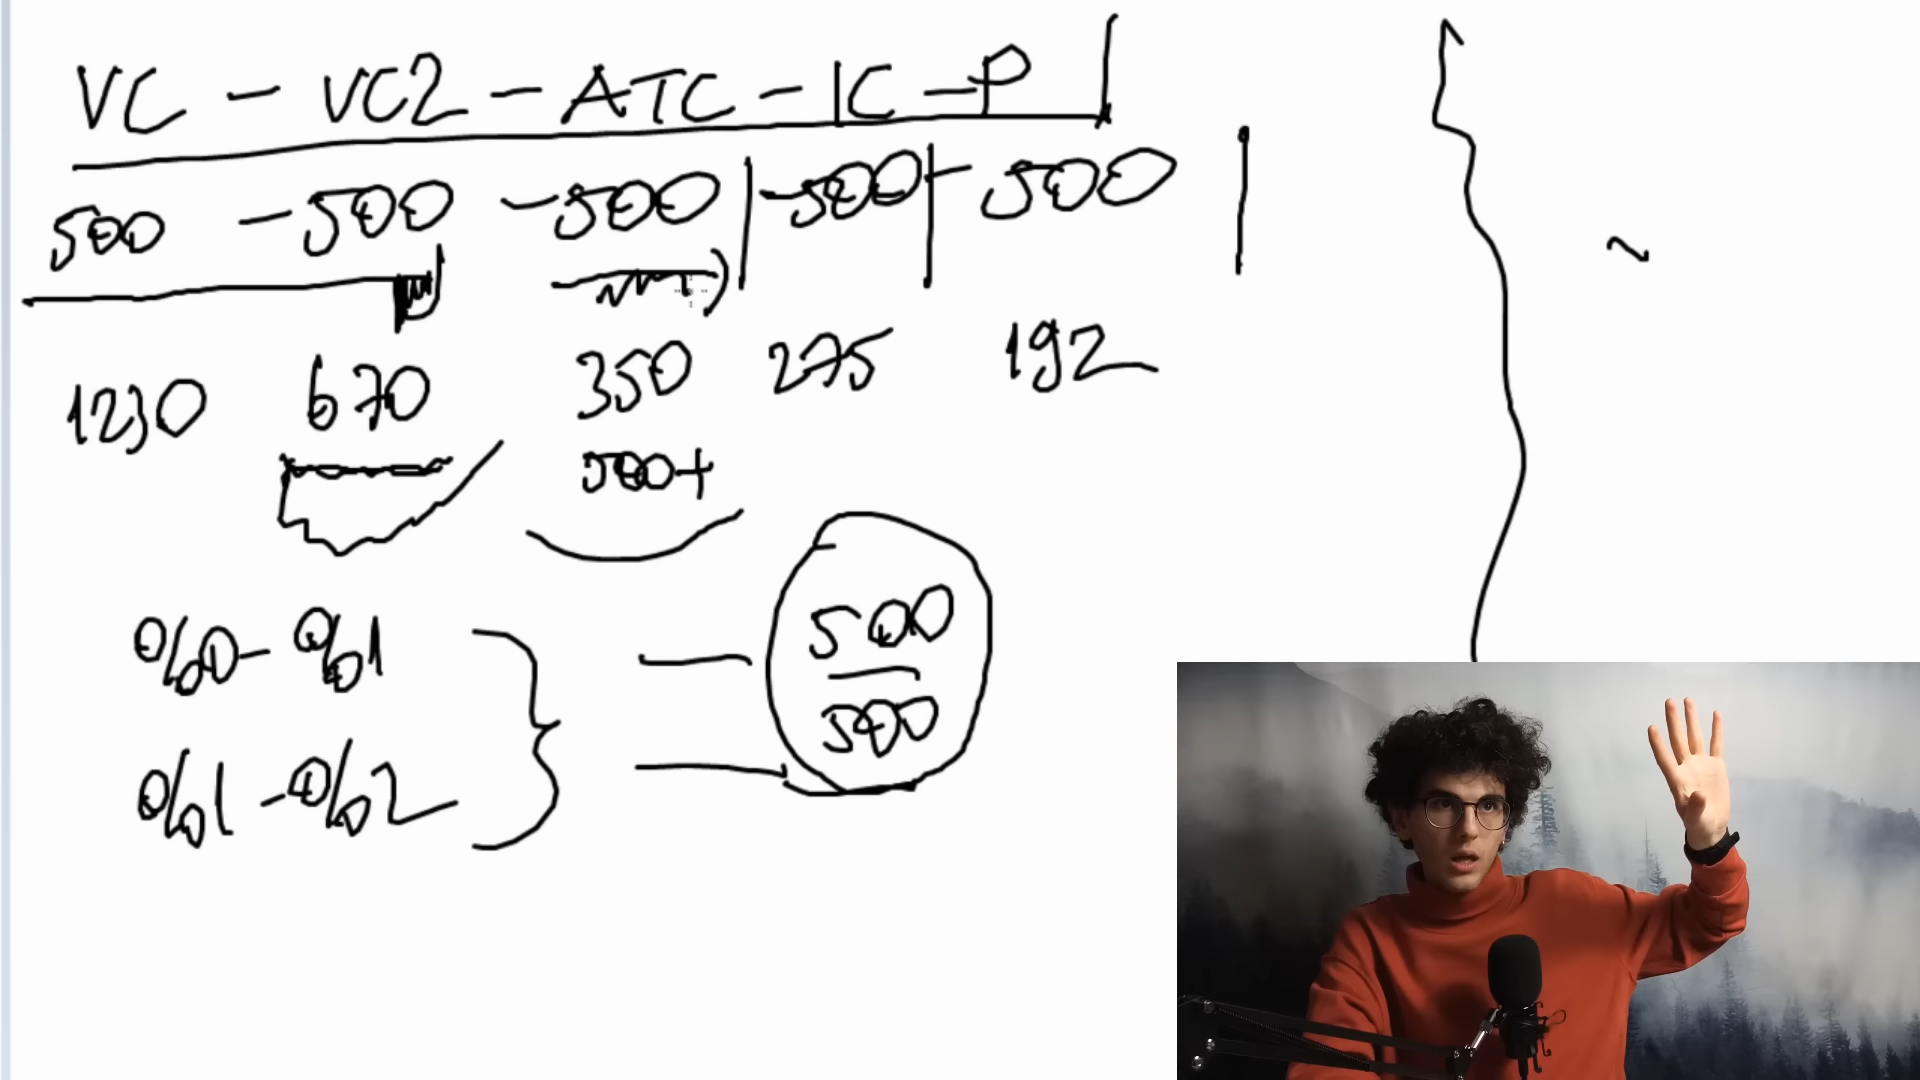 VC - VC2 - ATC - IC - P
500 - 500 - 500 - 500 - 500
1230 670 350 275 192
500+
%0 - %1
500
500
%1 - %2